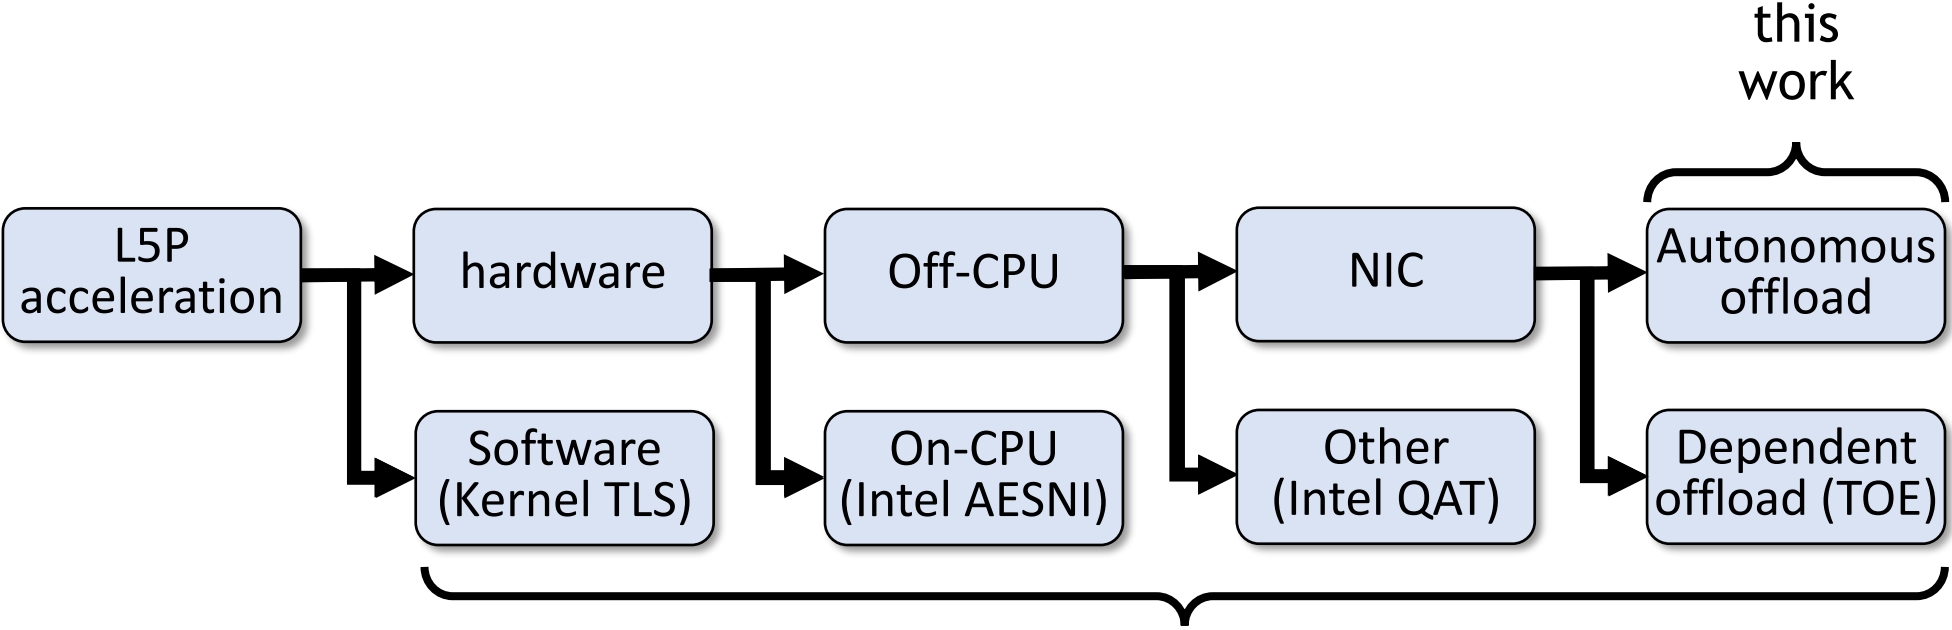 this
work
L5P
acceleration
hardware
Off-CPU
NIC
Autonomous
offload
Software
(Kernel TLS)
On-CPU
(Intel AESNI)
Other
(Intel QAT)
Dependent
offload (TOE)